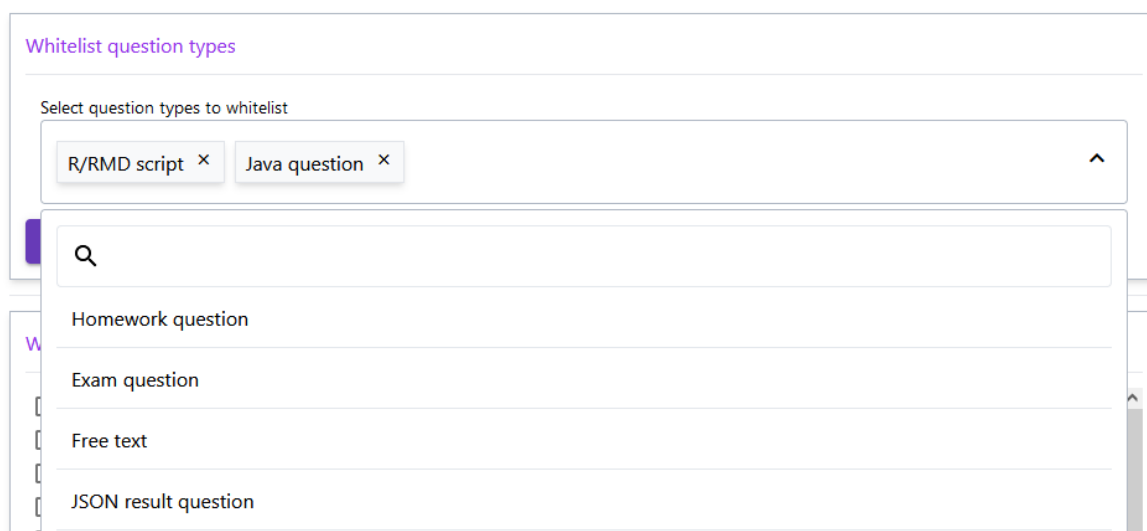 Whitelist question types
Select question types to whitelist
R/RMD script × Java question ×
Homework question
Exam question
Free text
JSON result question